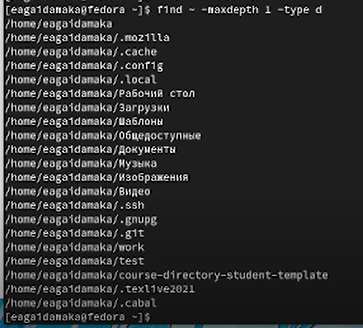 [eagaidamaka@fedora ~]$ find ~ -maxdepth 1 -type d
/home/eagaidamaka
/home/eagaidamaka/.mozilla
/home/eagaidamaka/.cache
/home/eagaidamaka/.config
/home/eagaidamaka/.local
/home/eagaidamaka/Рабочий стол
/home/eagaidamaka/Загрузки
/home/eagaidamaka/Шаблоны
/home/eagaidamaka/Общедоступные
/home/eagaidamaka/Документы
/home/eagaidamaka/Музыка
/home/eagaidamaka/Изображения
/home/eagaidamaka/Видео
/home/eagaidamaka/.ssh
/home/eagaidamaka/.gnupg
/home/eagaidamaka/.git
/home/eagaidamaka/work
/home/eagaidamaka/test
/home/eagaidamaka/course-directory-student-template
/home/eagaidamaka/.texlive2021
/home/eagaidamaka/.cabal
[eagaidamaka@fedora ~]$